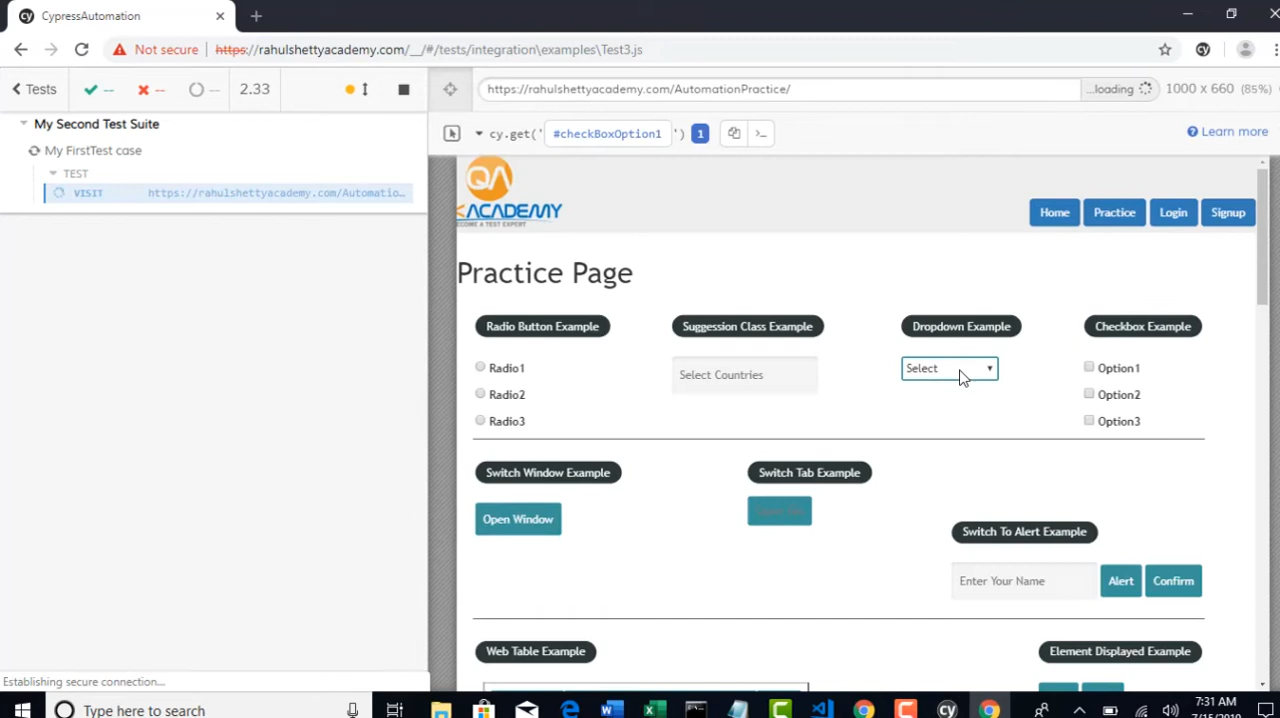 CypressAutomation
Not secure
https://rahulshettyacademy.com/__/#/tests/integration\examples\Test3.js
Tests
--
--
--
2.33
https://rahulshettyacademy.com/AutomationPractice/
...loading
1000 x 660 (85%)
My Second Test Suite
cy.get('
#checkBoxOption1
')
1
>_
Learn more
My FirstTest case
TEST
VISIT https://rahulshettyacademy.com/Automatio...
QA
ACADEMY
ECOME A TEST EXPERT
Home
Practice
Login
Signup
Practice Page
Radio Button Example
Suggession Class Example
Dropdown Example
Checkbox Example
Radio1
Select Countries
Select
Option1
Radio2
Option2
Radio3
Option3
Switch Window Example
Switch Tab Example
Open Window
Switch To Alert Example
Enter Your Name
Alert
Confirm
Web Table Example
Element Displayed Example
Establishing secure connection...
Type here to search
7:31 AM